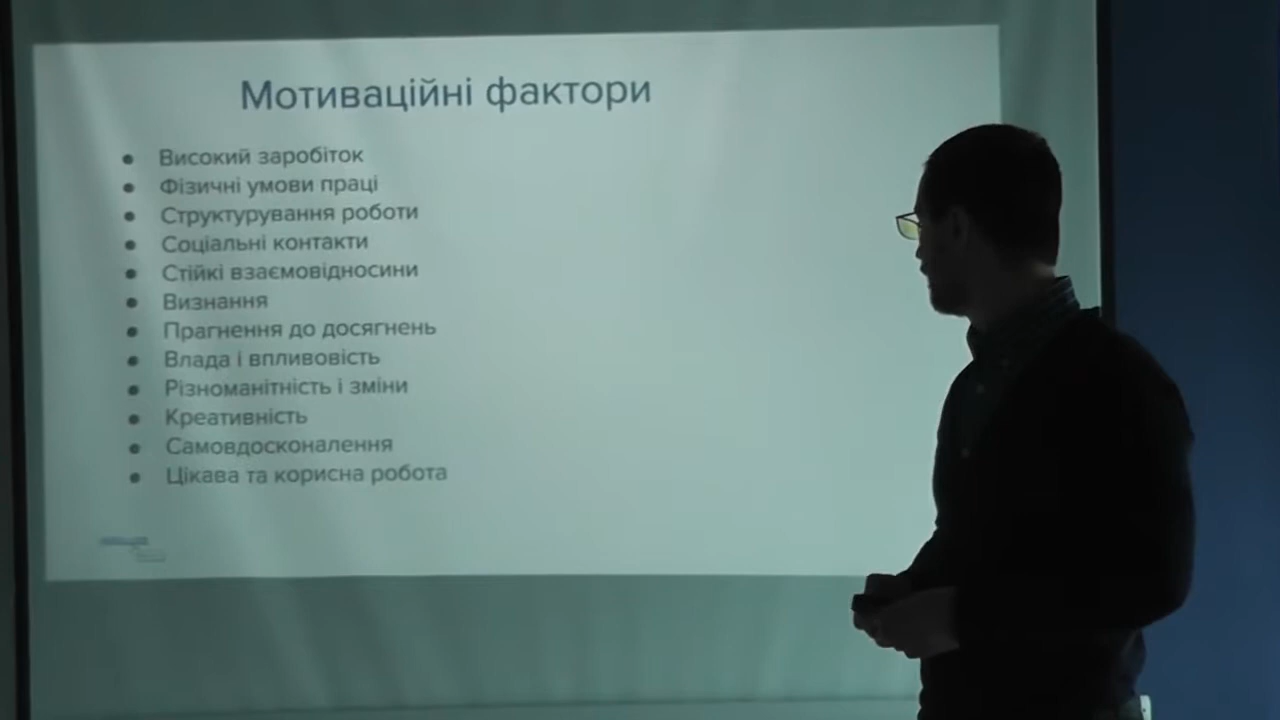 Мотиваційні фактори
Високий заробіток
Фізичні умови праці
Структурування роботи
Соціальні контакти
Стійкі взаємовідносини
Визнання
Прагнення до досягнень
Влада і впливовість
Різноманітність і зміни
Креативність
Самовдосконалення
Цікава та корисна робота